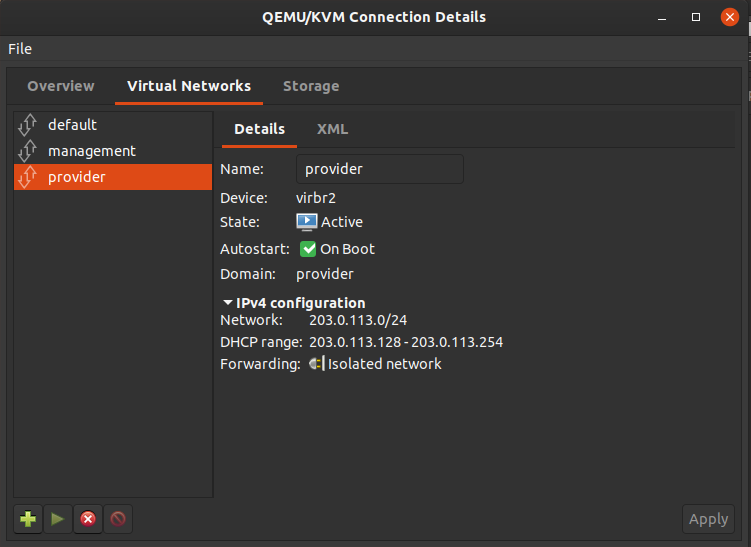 QEMU/KVM Connection Details
File
Overview Virtual Networks Storage
default
management
provider
Details XML
Name: provider
Device: virbr2
State: Active
Autostart: On Boot
Domain: provider
IPv4 configuration
Network: 203.0.113.0/24
DHCP range: 203.0.113.128 - 203.0.113.254
Forwarding: Isolated network
Apply